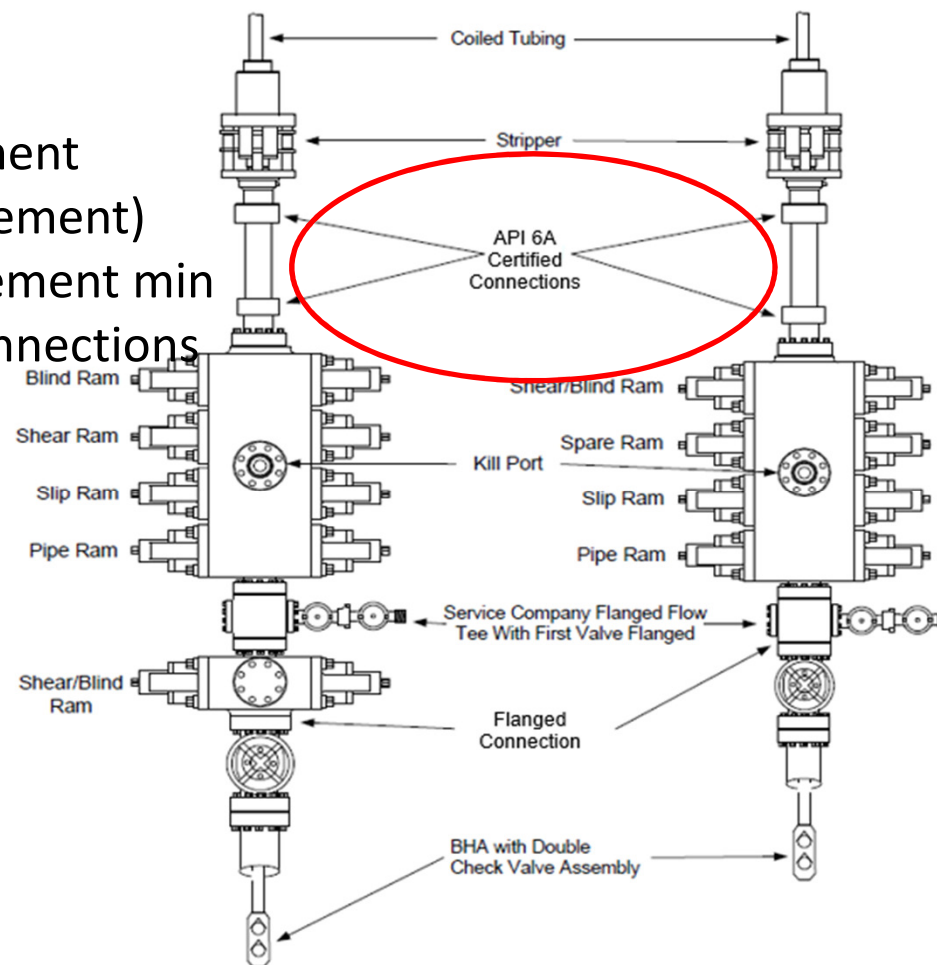 Coiled Tubing
Stripper
ement)
ement min
nnections
API 6A
Certified
Connections
Blind Ram
Shear Ram
Slip Ram
Pipe Ram
Kill Port
Shear/Blind Ram
Spare Ram
Slip Ram
Pipe Ram
Service Company Flanged Flow
Tee With First Valve Flanged
Shear/Blind
Ram
Flanged
Connection
BHA with Double
Check Valve Assembly